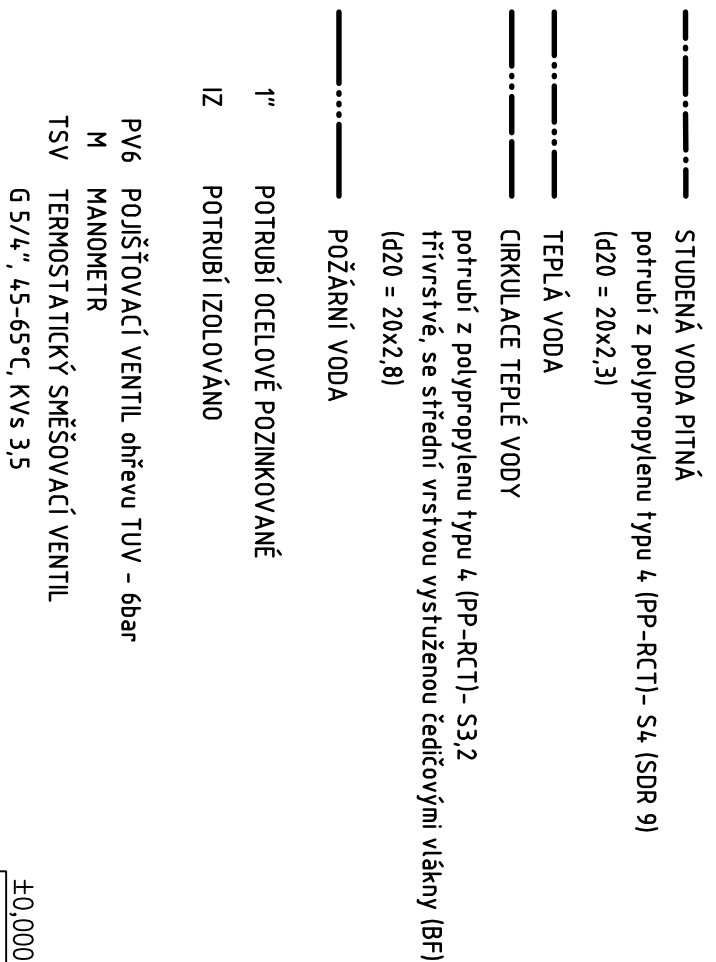 STUDENÁ VODA PITNÁ
potrubí z polypropylenu typu 4 (PP-RCT)- S4 (SDR 9)
(d20 = 20x2,3)
TEPLÁ VODA
CIRKULACE TEPLÉ VODY
potrubí z polypropylenu typu 4 (PP-RCT)- S3,2
třívrstvé, se střední vrstvou vystuženou čedičovými vlákny (BF)
(d20 = 20x2,8)
POŽÁRNÍ VODA
1" POTRUBÍ OCELOVÉ POZINKOVANÉ
IZ POTRUBÍ IZOLOVÁNO
PV6 POJIŠŤOVACÍ VENTIL ohřevu TUV - 6bar
M MANOMETR
TSV TERMOSTATICKÝ SMĚŠOVACÍ VENTIL
G 5/4", 45-65°C, KVs 3,5
±0,000